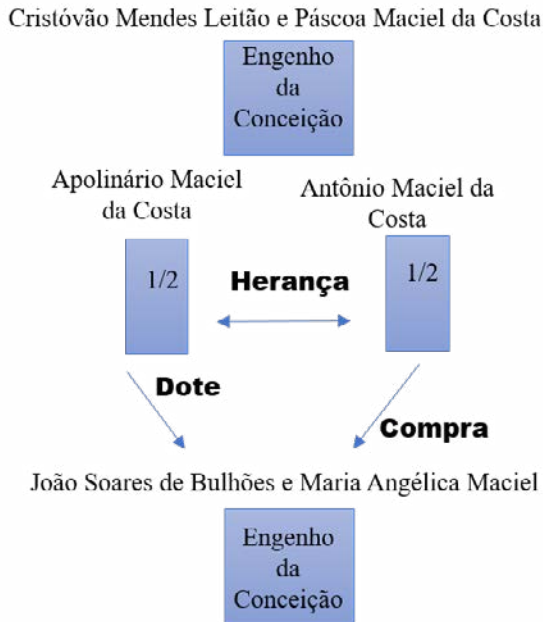 Cristóvão Mendes Leitão e Páscoa Maciel da Costa
Engenho
da
Conceição
Apolinário Maciel
da Costa
Antônio Maciel da
Costa
1/2
Herança
1/2
Dote
Compra
João Soares de Bulhões e Maria Angélica Maciel
Engenho
da
Conceição